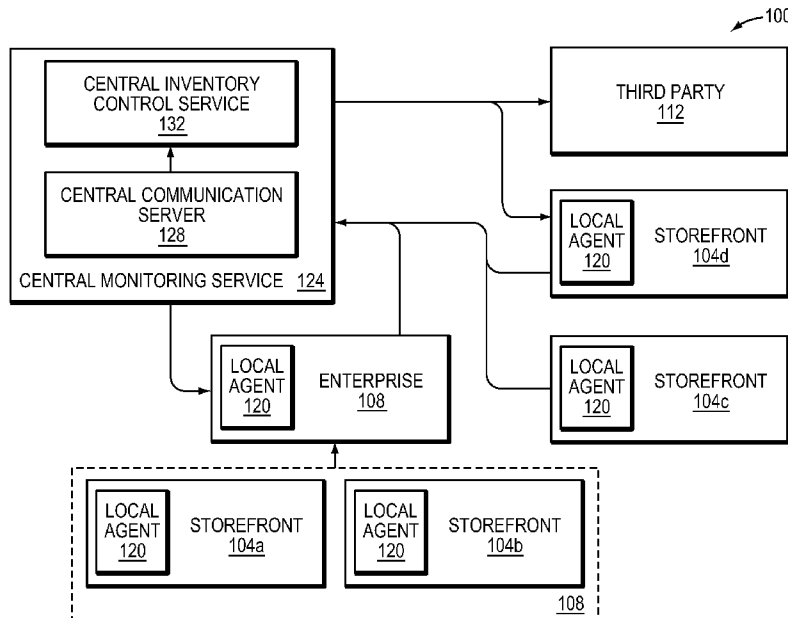 100
CENTRAL INVENTORY
CONTROL SERVICE
132
CENTRAL COMMUNICATION
SERVER
128
CENTRAL MONITORING SERVICE 124
THIRD PARTY
112
LOCAL
AGENT
120
STOREFRONT
104d
LOCAL
AGENT
120
STOREFRONT
104c
LOCAL
AGENT
120
ENTERPRISE
108
LOCAL
AGENT
120
STOREFRONT
104a
LOCAL
AGENT
120
STOREFRONT
104b
108